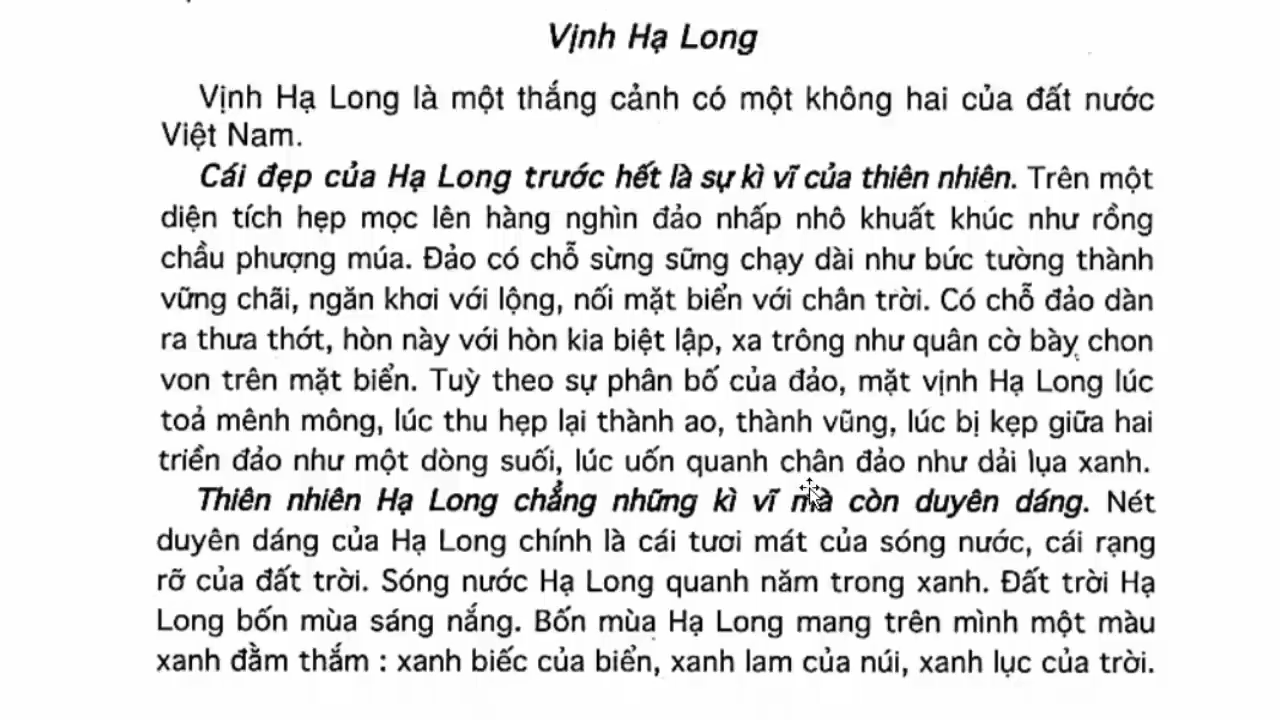 Vịnh Hạ Long
Vịnh Hạ Long là một thắng cảnh có một không hai của đất nước
Việt Nam.
Cái đẹp của Hạ Long trước hết là sự kì vĩ của thiên nhiên. Trên một
diện tích hẹp mọc lên hàng nghìn đảo nhấp nhô khuất khúc như rồng
chầu phượng múa. Đảo có chỗ sừng sững chạy dài như bức tường thành
vững chãi, ngăn khơi với lộng, nối mặt biển với chân trời. Có chỗ đảo dàn
ra thưa thớt, hòn này với hòn kia biệt lập, xa trông như quân cờ bày chon
von trên mặt biển. Tuỳ theo sự phân bố của đảo, mặt vịnh Hạ Long lúc
toả mênh mông, lúc thu hẹp lại thành ao, thành vũng, lúc bị kẹp giữa hai
triền đảo như một dòng suối, lúc uốn quanh chân đảo như dải lụa xanh.
Thiên nhiên Hạ Long chẳng những kì vĩ mà còn duyên dáng. Nét
duyên dáng của Hạ Long chính là cái tươi mát của sóng nước, cái rạng
rỡ của đất trời. Sóng nước Hạ Long quanh năm trong xanh. Đất trời Hạ
Long bốn mùa sáng nắng. Bốn mùa Hạ Long mang trên mình một màu
xanh đằm thắm : xanh biếc của biển, xanh lam của núi, xanh lục của trời.